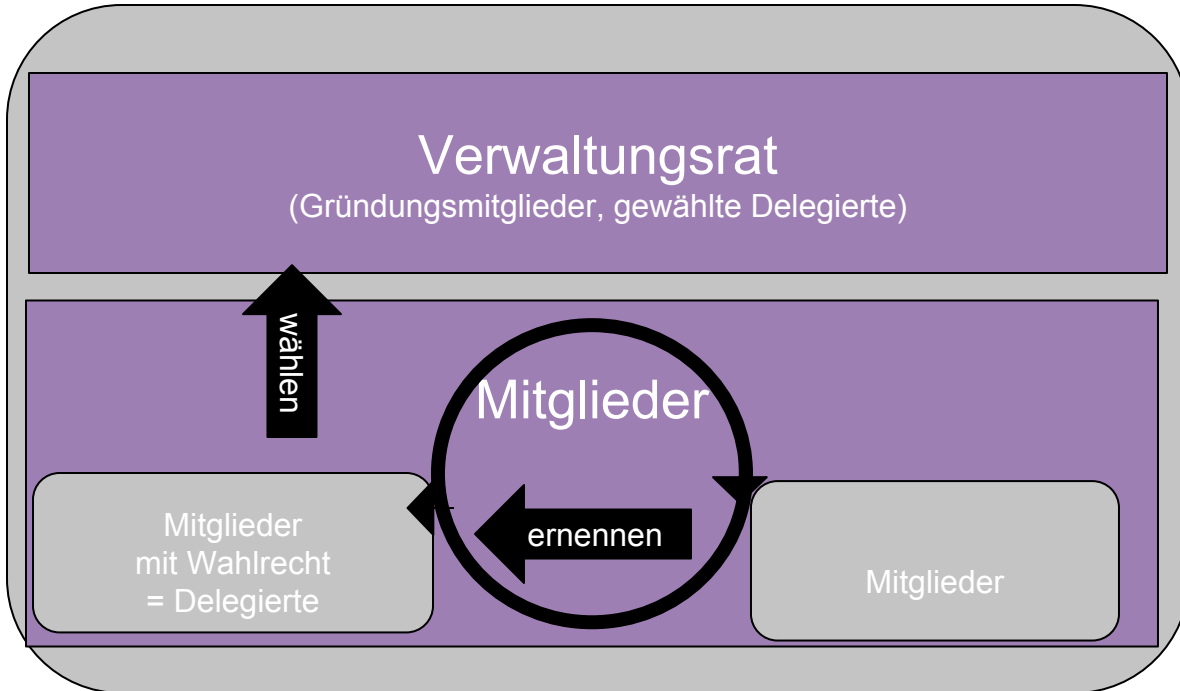 Verwaltungsrat
(Gründungsmitglieder, gewählte Delegierte)
wählen
Mitglieder
ernennen
Mitglieder
mit Wahlrecht
= Delegierte
Mitglieder